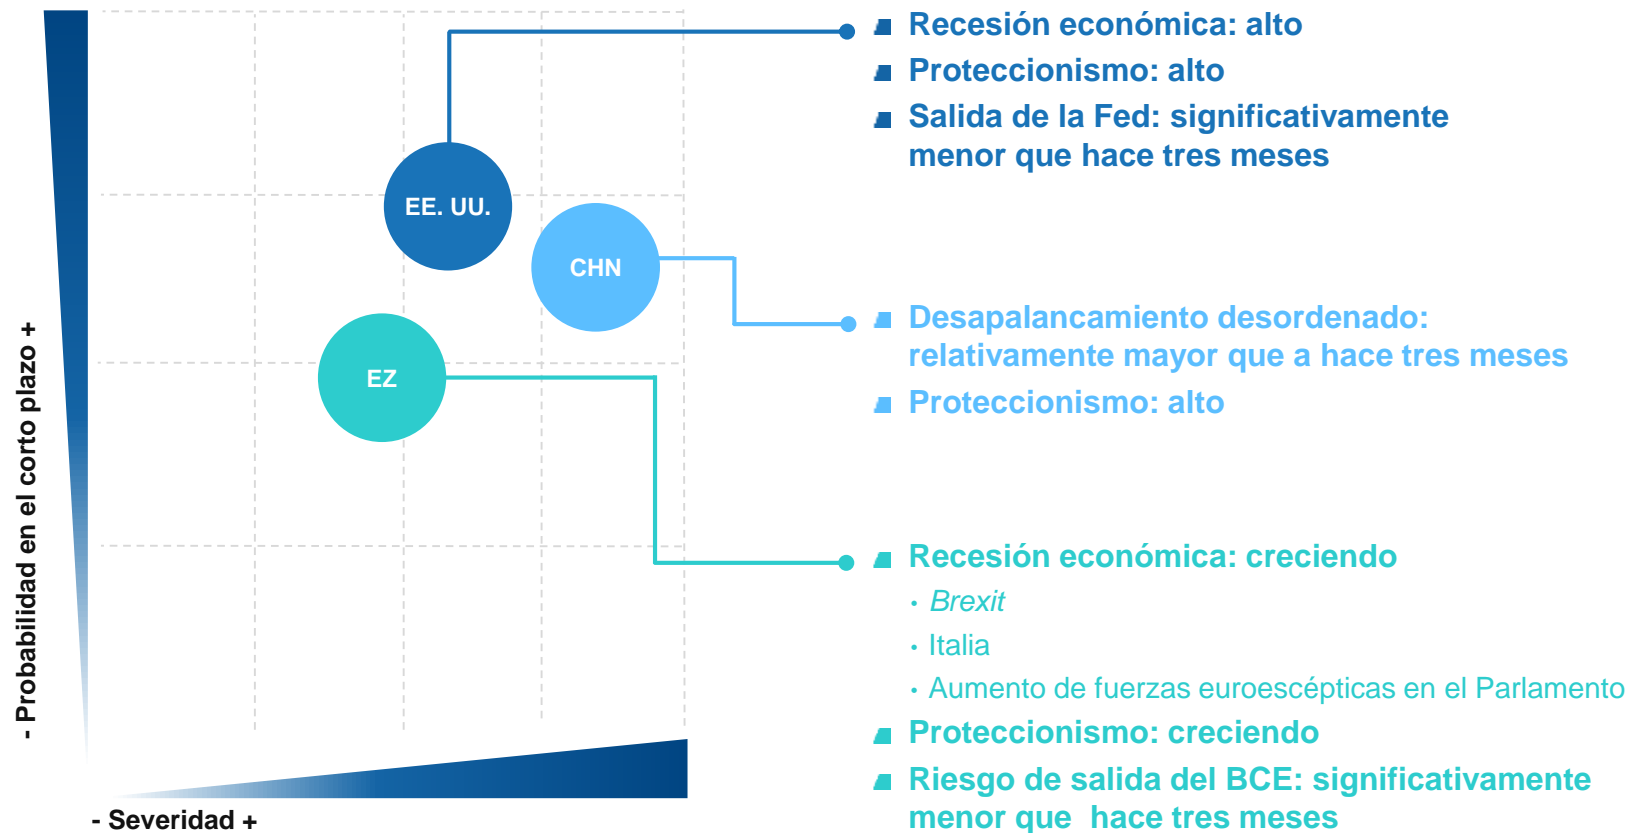 - Probabilidad en el corto plazo +
- Severidad +
EE. UU.
CHN
EZ
Recesión económica: alto
Proteccionismo: alto
Salida de la Fed: significativamente
menor que hace tres meses
Desapalancamiento desordenado:
relativamente mayor que a hace tres meses
Proteccionismo: alto
Recesión económica: creciendo
• Brexit
• Italia
• Aumento de fuerzas euroescépticas en el Parlamento
Proteccionismo: creciendo
Riesgo de salida del BCE: significativamente
menor que hace tres meses